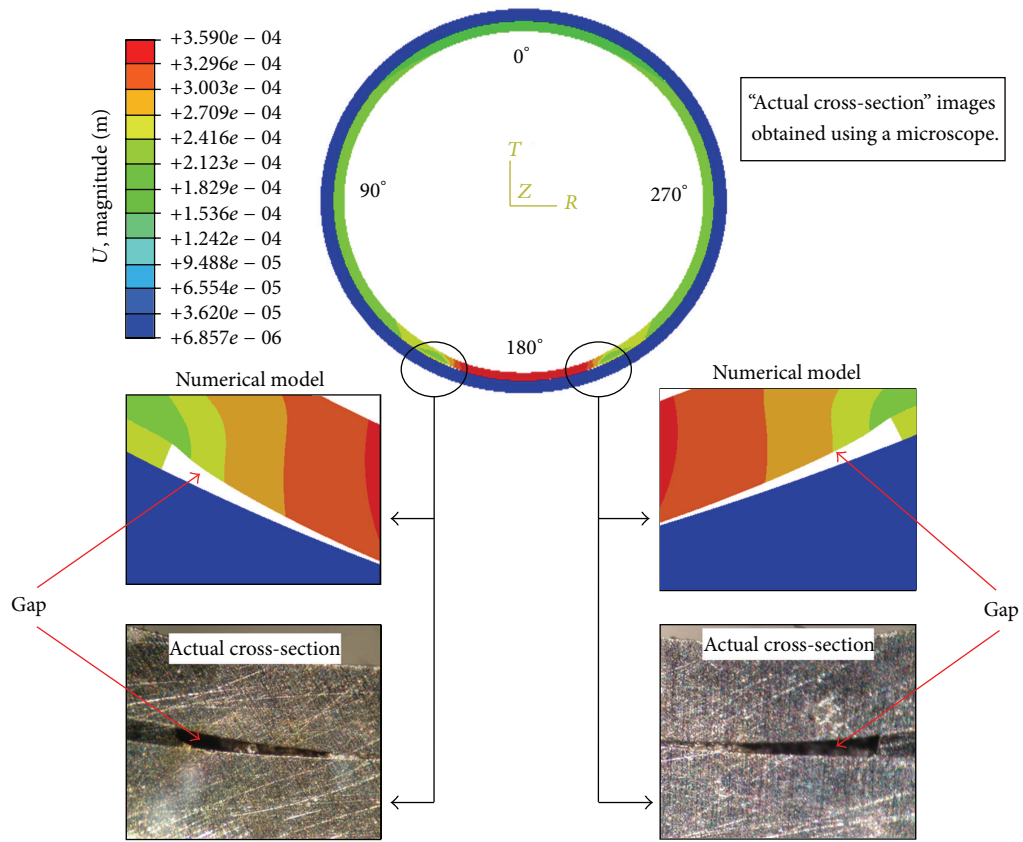 U, magnitude (m)
+3.590e − 04
+3.296e − 04
+3.003e − 04
+2.709e − 04
+2.416e − 04
+2.123e − 04
+1.829e − 04
+1.536e − 04
+1.242e − 04
+9.488e − 05
+6.554e − 05
+3.620e − 05
+6.857e − 06
0°
90°
270°
180°
T
Z
R
“Actual cross-section” images
obtained using a microscope.
Numerical model
Numerical model
Gap
Gap
Actual cross-section
Actual cross-section